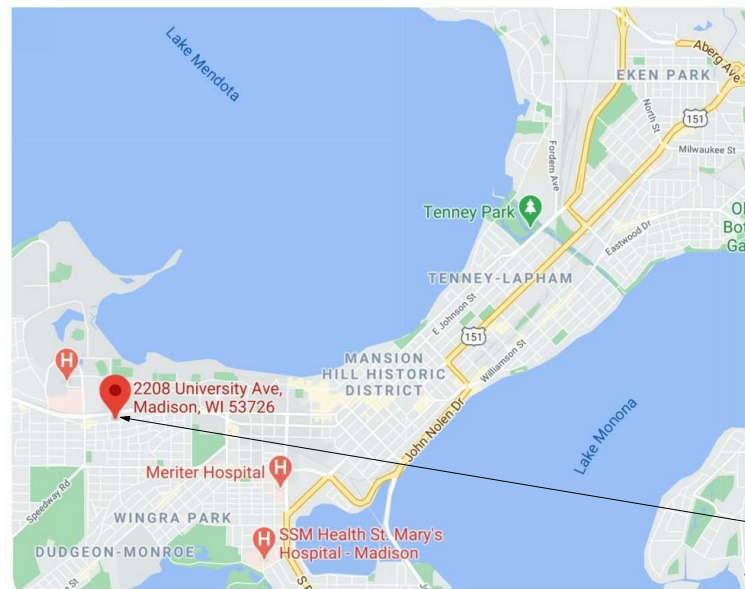 Lake Mendota
Aberg Ave
EKEN PARK
151
North St
Milwaukee St
Fordem Ave
Tenney Park
Eastwood Dr
TENNEY-LAPHAM
E Johnson St
151
Williamson St
MANSION
HILL HISTORIC
DISTRICT
H
2208 University Ave,
Madison, WI 53726
John Nolen Dr
Lake Monona
Meriter Hospital
H
Speedway Rd
WINGRA PARK
H
SSM Health St. Mary's
Hospital - Madison
DUDGEON-MONROE